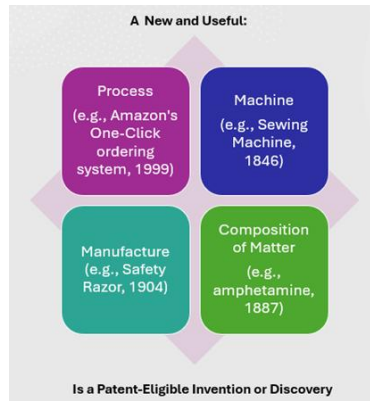 A New and Useful:
Process
(e.g., Amazon's
One-Click
ordering
system, 1999)
Machine
(e.g., Sewing
Machine,
1846)
Manufacture
(e.g., Safety
Razor, 1904)
Composition
of Matter
(e.g.,
amphetamine,
1887)
Is a Patent-Eligible Invention or Discovery